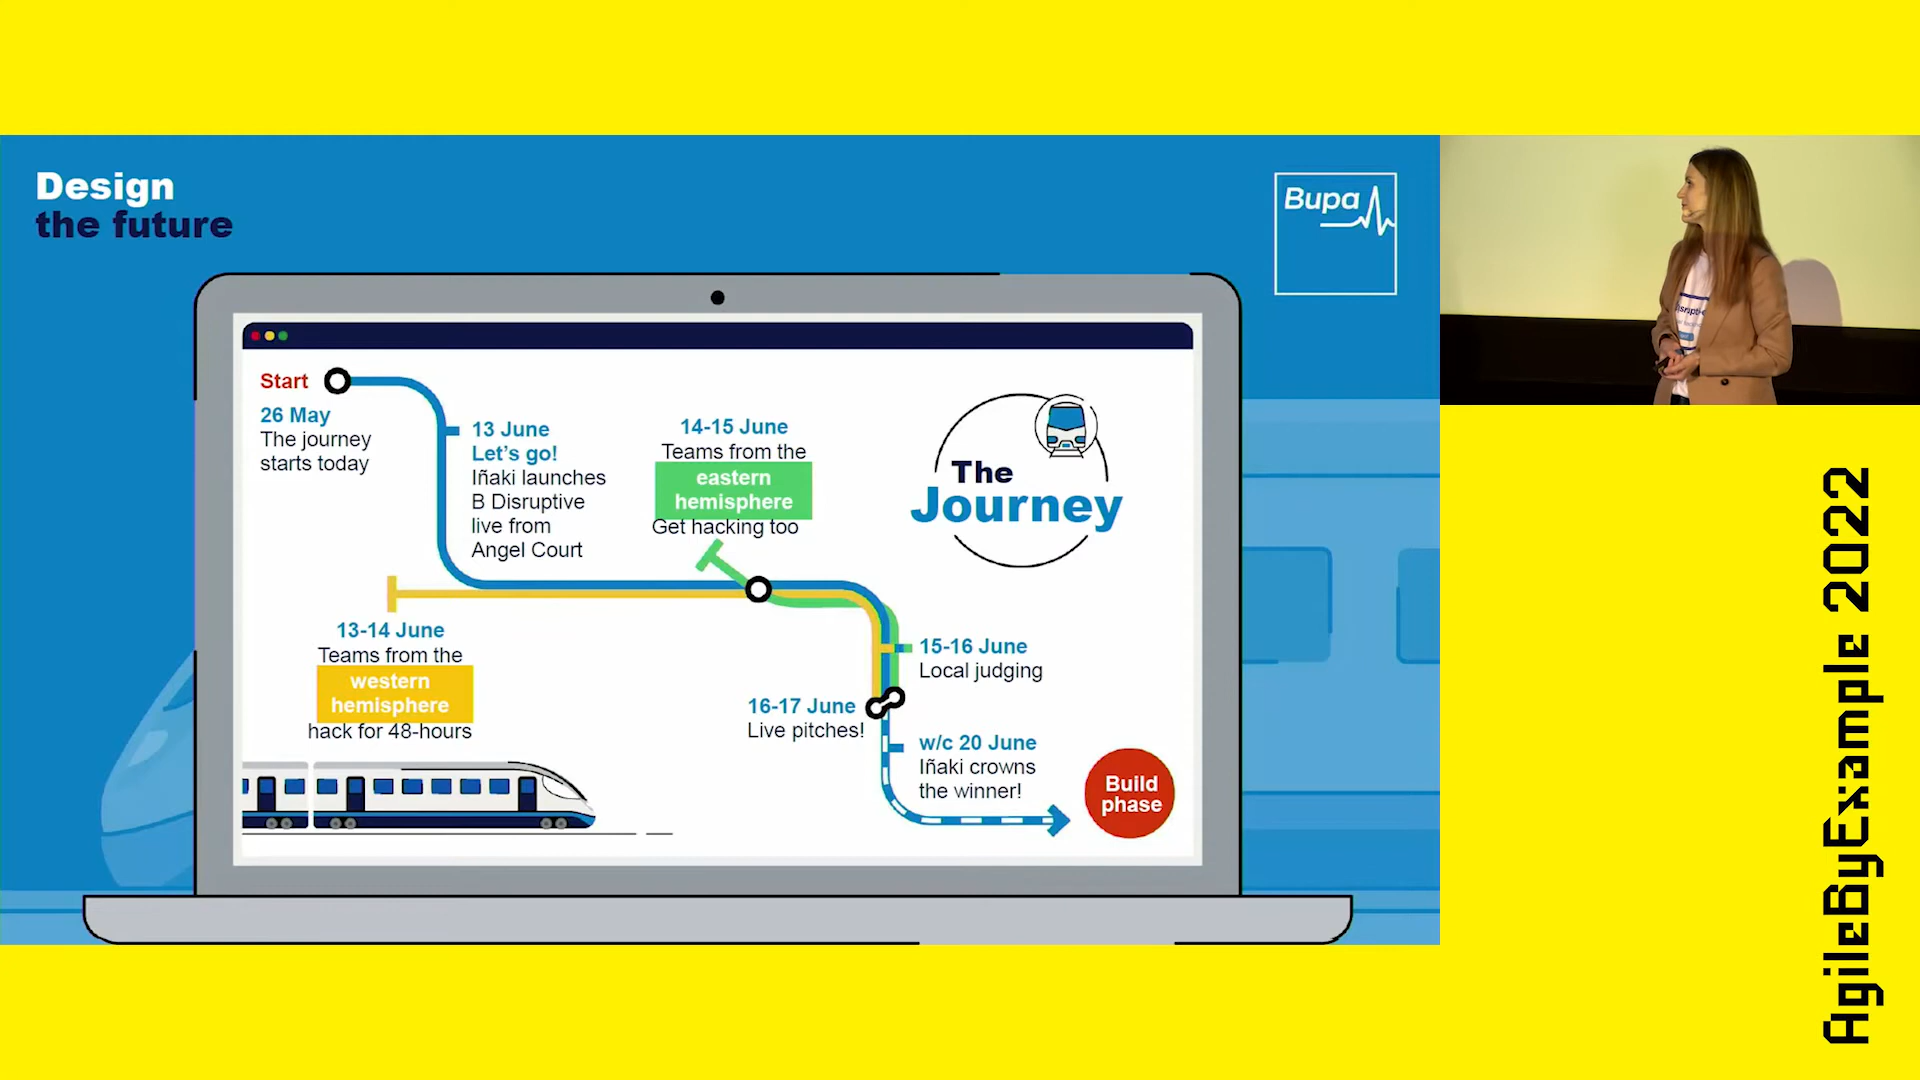 Design
the future
Bupa
Start
26 May
The journey
starts today
13 June
Let's go!
Iñaki launches
B Disruptive
live from
Angel Court
14-15 June
Teams from the
eastern
hemisphere
Get hacking too
The
Journey
13-14 June
Teams from the
western
hemisphere
hack for 48-hours
15-16 June
Local judging
16-17 June
Live pitches!
w/c 20 June
Iñaki crowns
the winner!
Build
phase
AgileByExample 2022